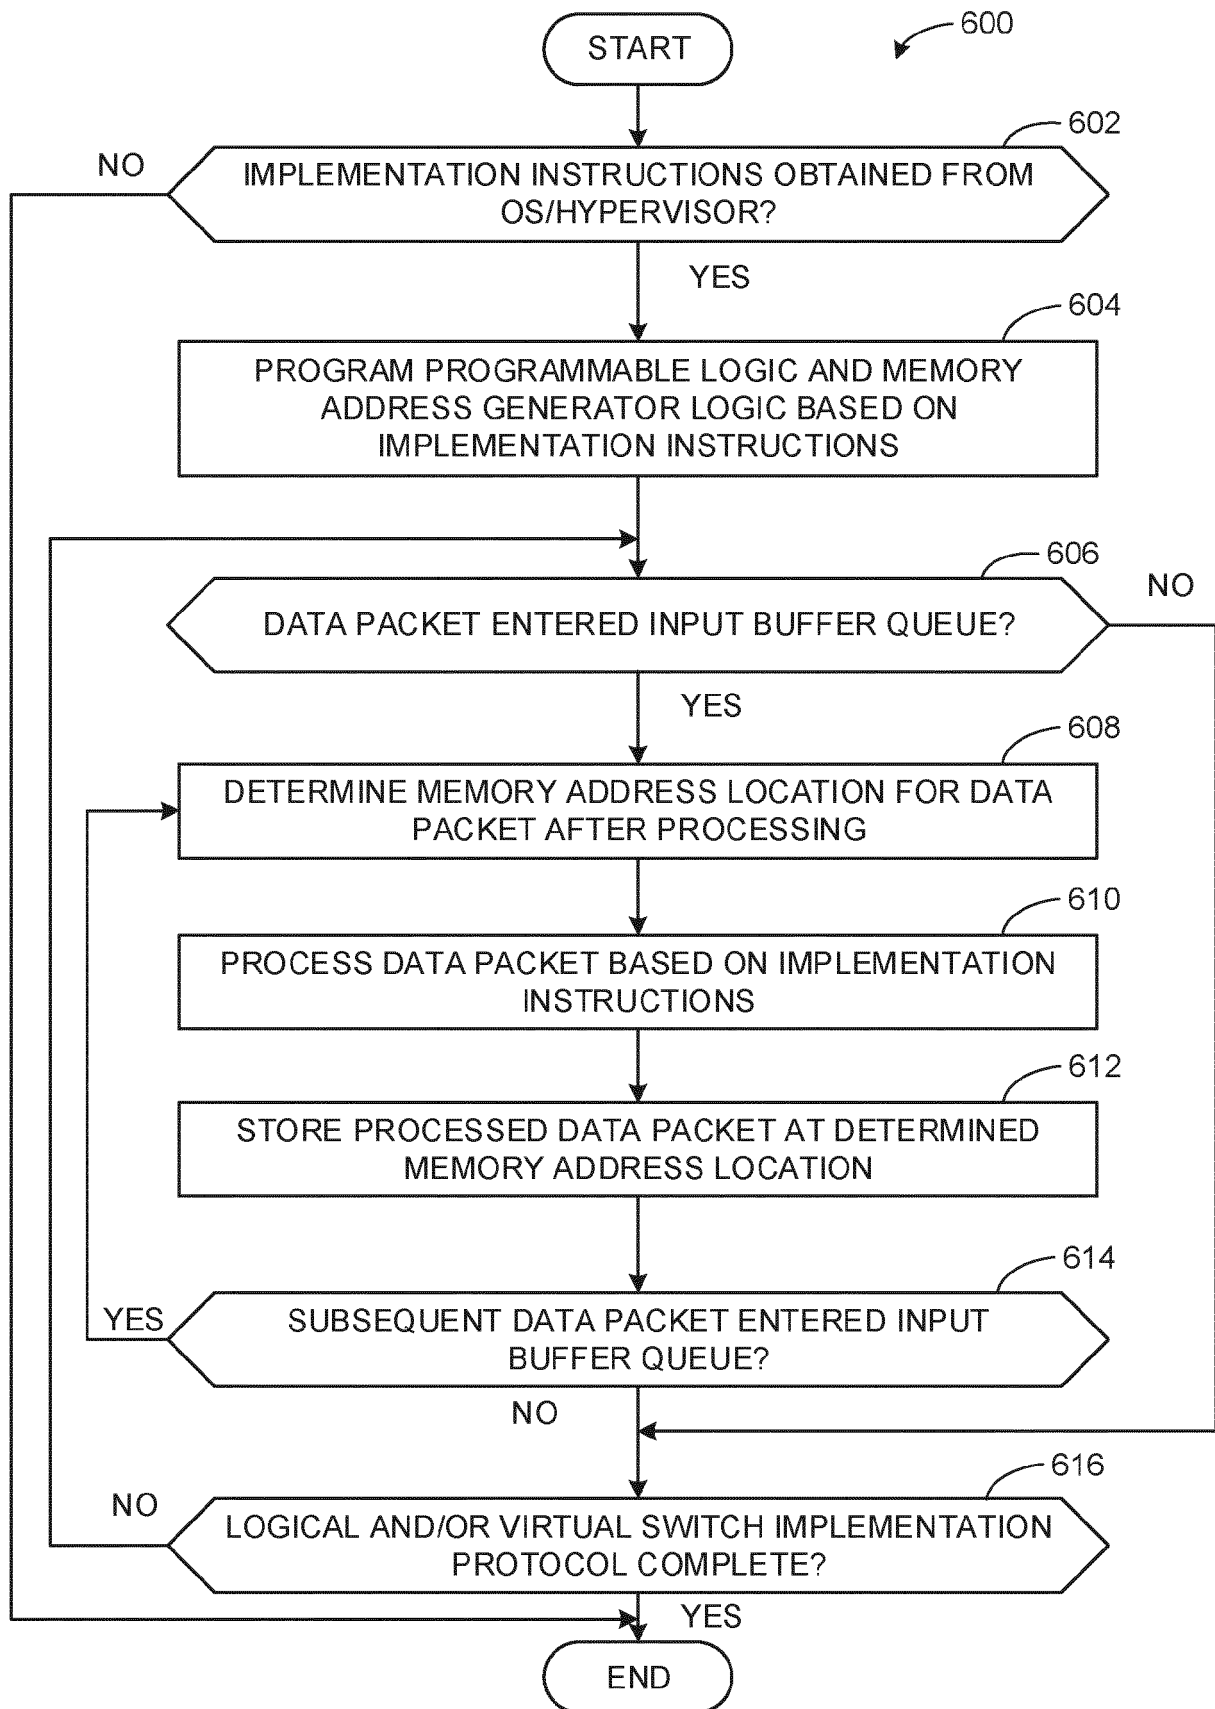 START
600
602
NO
IMPLEMENTATION INSTRUCTIONS OBTAINED FROM
OS/HYPERVISOR?
YES
604
PROGRAM PROGRAMMABLE LOGIC AND MEMORY
ADDRESS GENERATOR LOGIC BASED ON
IMPLEMENTATION INSTRUCTIONS
606
NO
DATA PACKET ENTERED INPUT BUFFER QUEUE?
YES
608
DETERMINE MEMORY ADDRESS LOCATION FOR DATA
PACKET AFTER PROCESSING
610
PROCESS DATA PACKET BASED ON IMPLEMENTATION
INSTRUCTIONS
612
STORE PROCESSED DATA PACKET AT DETERMINED
MEMORY ADDRESS LOCATION
614
YES
SUBSEQUENT DATA PACKET ENTERED INPUT
BUFFER QUEUE?
NO
616
NO
LOGICAL AND/OR VIRTUAL SWITCH IMPLEMENTATION
PROTOCOL COMPLETE?
YES
END